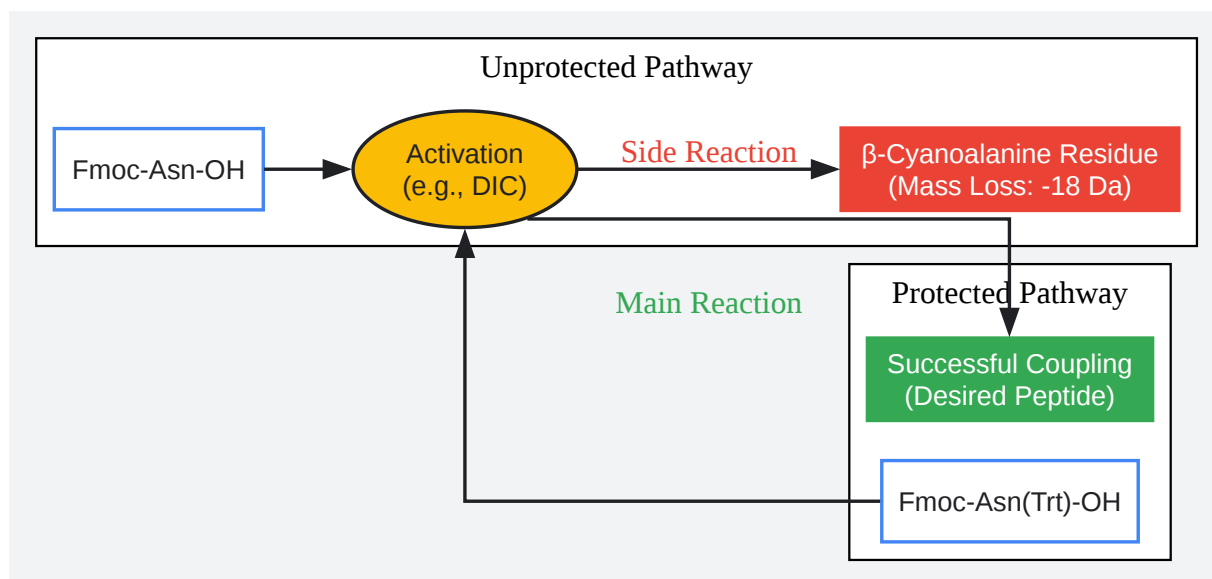 Unprotected Pathway
Fmoc-Asn-OH
Activation
(e.g., DIC)
Side Reaction
β-Cyanoalanine Residue
(Mass Loss: -18 Da)
Main Reaction
Protected Pathway
Successful Coupling
(Desired Peptide)
Fmoc-Asn(Trt)-OH